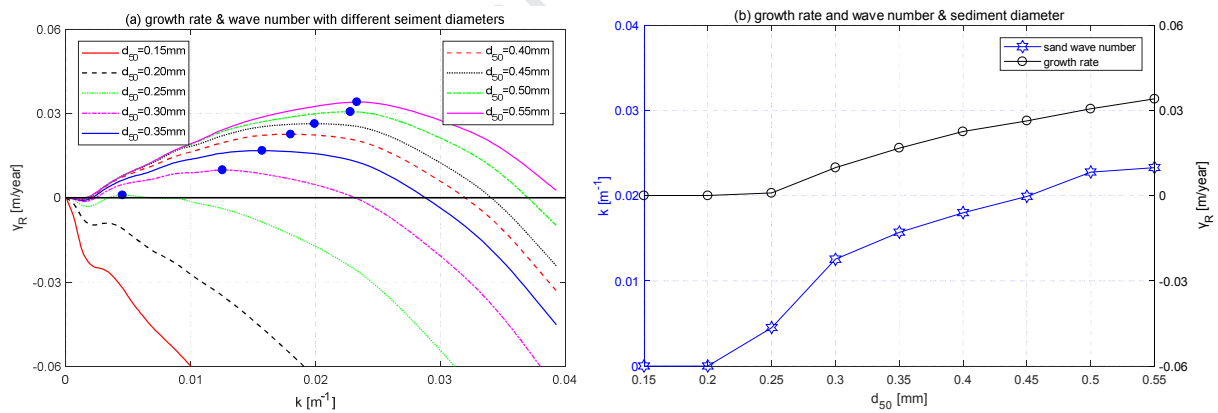 (a) growth rate & wave number with different seiment diameters
0.06
0.03
0
-0.03
-0.06
γR [m/year]
d50=0.15mm
d50=0.20mm
d50=0.25mm
d50=0.30mm
d50=0.35mm
d50=0.40mm
d50=0.45mm
d50=0.50mm
d50=0.55mm
0 0.01 0.02 0.03 0.04
k [m-1]
(b) growth rate and wave number & sediment diameter
0.04
0.03
0.02
0.01
0
k [m-1]
sand wave number
growth rate
0.06
0.03
0
-0.03
-0.06
γR [m/year]
0.15 0.2 0.25 0.3 0.35 0.4 0.45 0.5 0.55
d50 [mm]